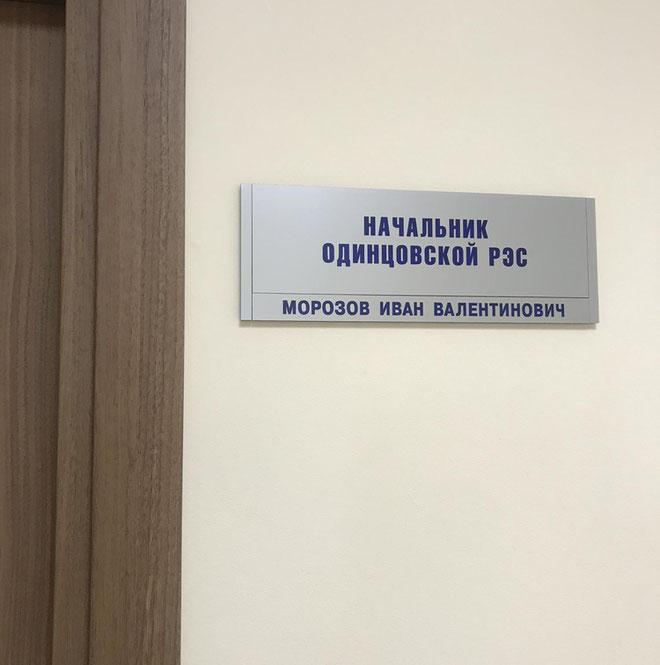 НАЧАЛЬНИК
ОДИНЦОВСКОЙ РЭС
МОРОЗОВ ИВАН ВАЛЕНТИНОВИЧ